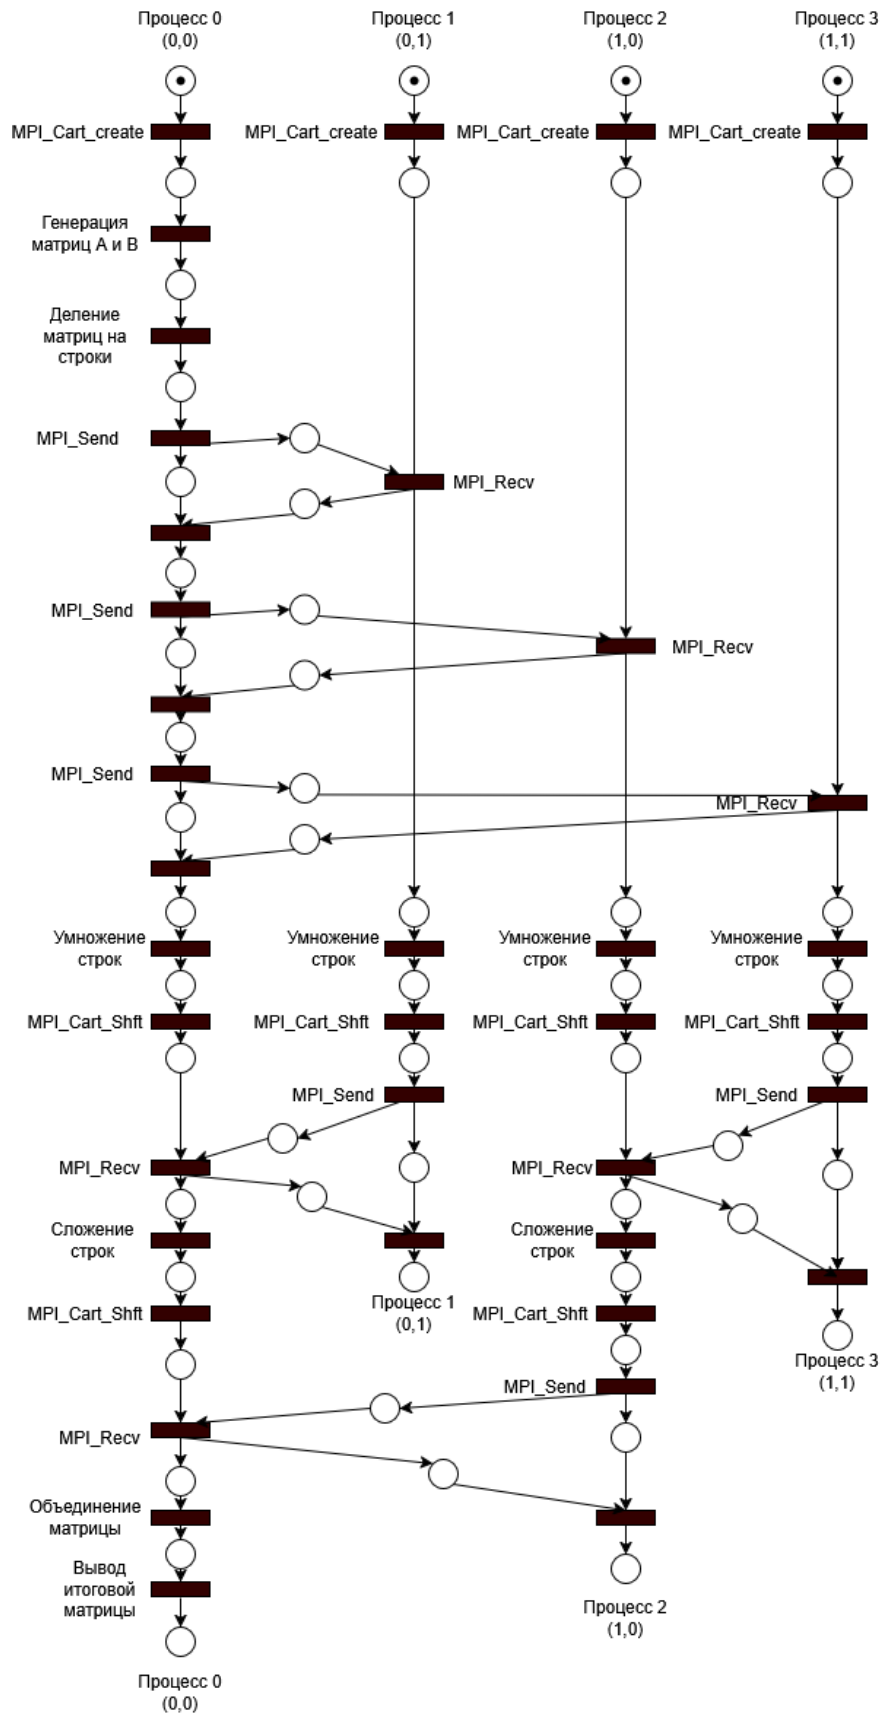 Процесс 0
(0,0)
Процесс 1
(0,1)
Процесс 2
(1,0)
Процесс 3
(1,1)
MPI_Cart_create
MPI_Cart_create
MPI_Cart_create
MPI_Cart_create
Генерация
матриц А и В
Деление
матриц на
строки
MPI_Send
MPI_Recv
MPI_Send
MPI_Recv
MPI_Send
MPI_Recv
Умножение
строк
Умножение
строк
Умножение
строк
Умножение
строк
MPI_Cart_Shft
MPI_Cart_Shft
MPI_Cart_Shft
MPI_Cart_Shft
MPI_Send
MPI_Send
MPI_Recv
MPI_Recv
Сложение
строк
Сложение
строк
Процесс 1
(0,1)
MPI_Cart_Shft
MPI_Cart_Shft
Процесс 3
(1,1)
MPI_Send
MPI_Recv
Объединение
матрицы
Вывод
итоговой
матрицы
Процесс 2
(1,0)
Процесс 0
(0,0)